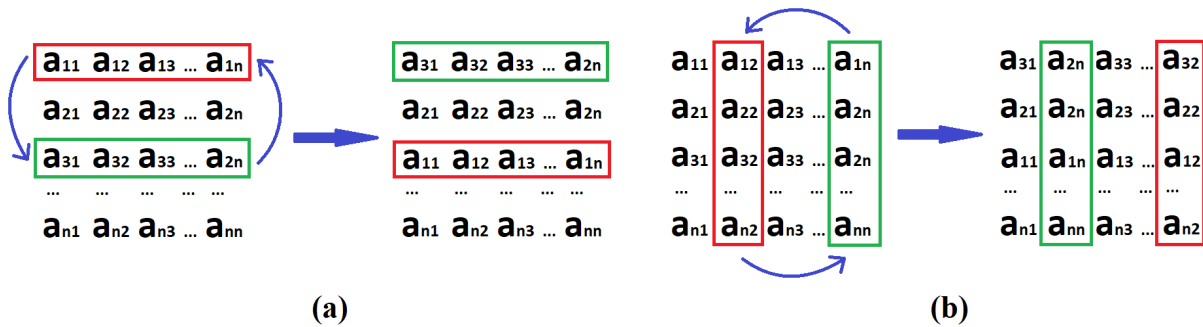 a11 a12 a13 ... a1n
a21 a22 a23 ... a2n
a31 a32 a33 ... a2n
... ... ... ... ...
an1 an2 an3 ... ann
a31 a32 a33 ... a2n
a21 a22 a23 ... a2n
a11 a12 a13 ... a1n
... ... ... ... ...
an1 an2 an3 ... ann
(a)
a11 a12 a13 ... a1n
a21 a22 a23 ... a2n
a31 a32 a33 ... a2n
... ... ... ... ...
an1 an2 an3 ... ann
a31 a2n a33 ... a32
a21 a2n a23 ... a22
a11 a1n a13 ... a12
... ... ... ... ...
an1 ann an3 ... an2
(b)